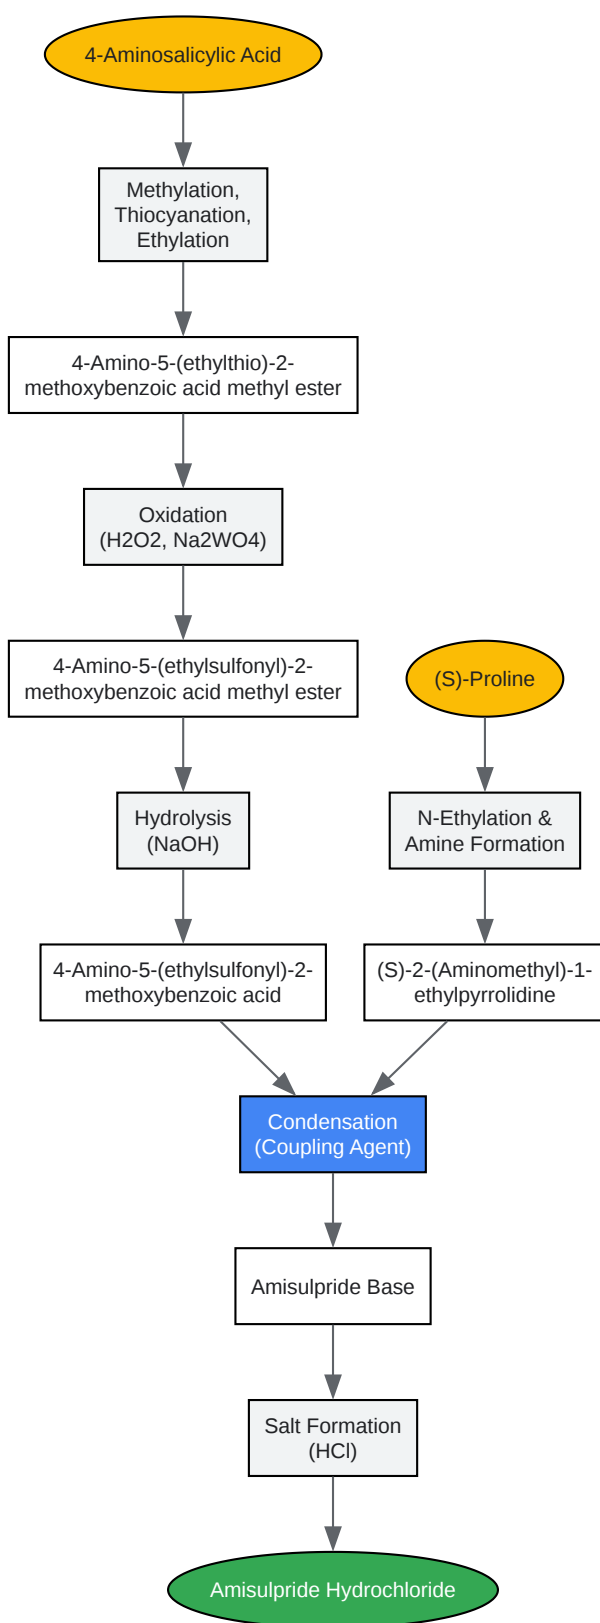 4-Aminosalicylic Acid
Methylation,
Thiocyanation,
Ethylation
4-Amino-5-(ethylthio)-2-
methoxybenzoic acid methyl ester
Oxidation
(H2O2, Na2WO4)
4-Amino-5-(ethylsulfonyl)-2-
methoxybenzoic acid methyl ester
(S)-Proline
Hydrolysis
(NaOH)
N-Ethylation &
Amine Formation
4-Amino-5-(ethylsulfonyl)-2-
methoxybenzoic acid
(S)-2-(Aminomethyl)-1-
ethylpyrrolidine
Condensation
(Coupling Agent)
Amisulpride Base
Salt Formation
(HCl)
Amisulpride Hydrochloride